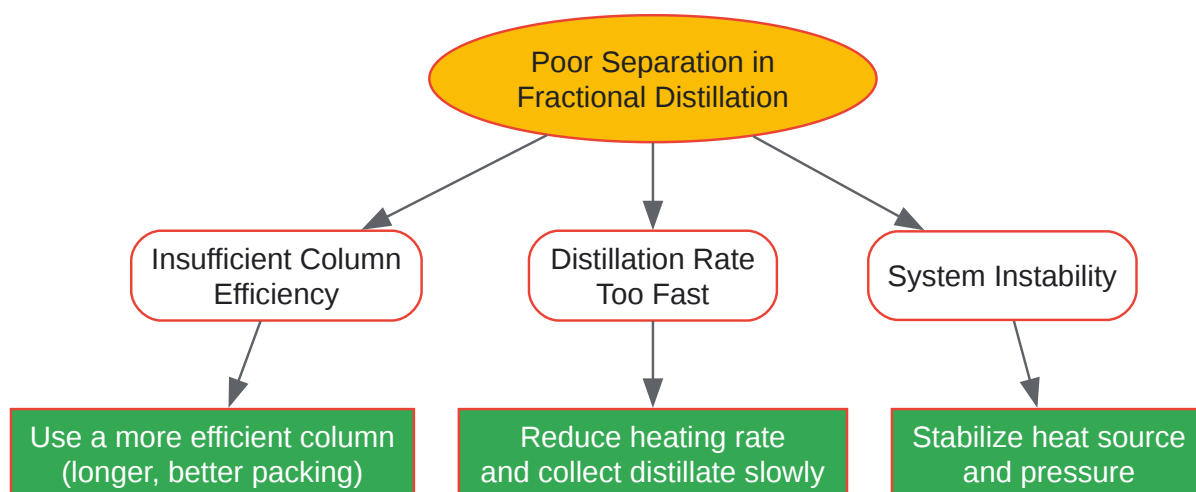 Poor Separation in
Fractional Distillation
Insufficient Column
Efficiency
Distillation Rate
Too Fast
System Instability
Use a more efficient column
(longer, better packing)
Reduce heating rate
and collect distillate slowly
Stabilize heat source
and pressure